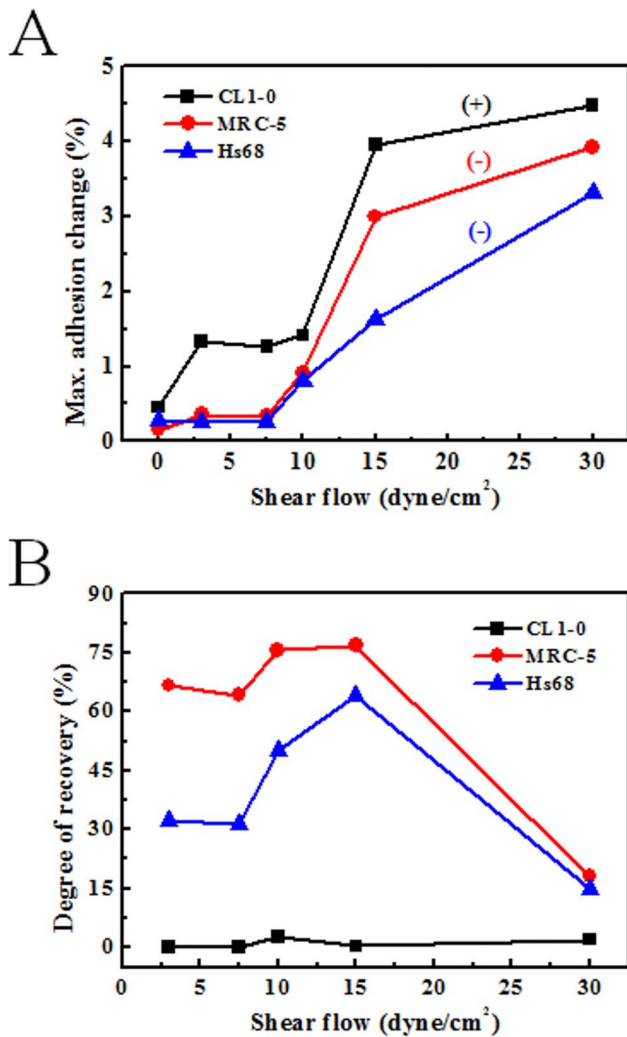 A
5
4
3
2
1
0
Max. adhesion change (%)
CL1-0
MRC-5
Hs68
(+)
(-)
(-)
0 5 10 15 20 25 30
Shear flow (dyne/cm²)
B
90
75
60
45
30
15
0
Degree of recovery (%)
CL1-0
MRC-5
Hs68
0 5 10 15 20 25 30
Shear flow (dyne/cm²)